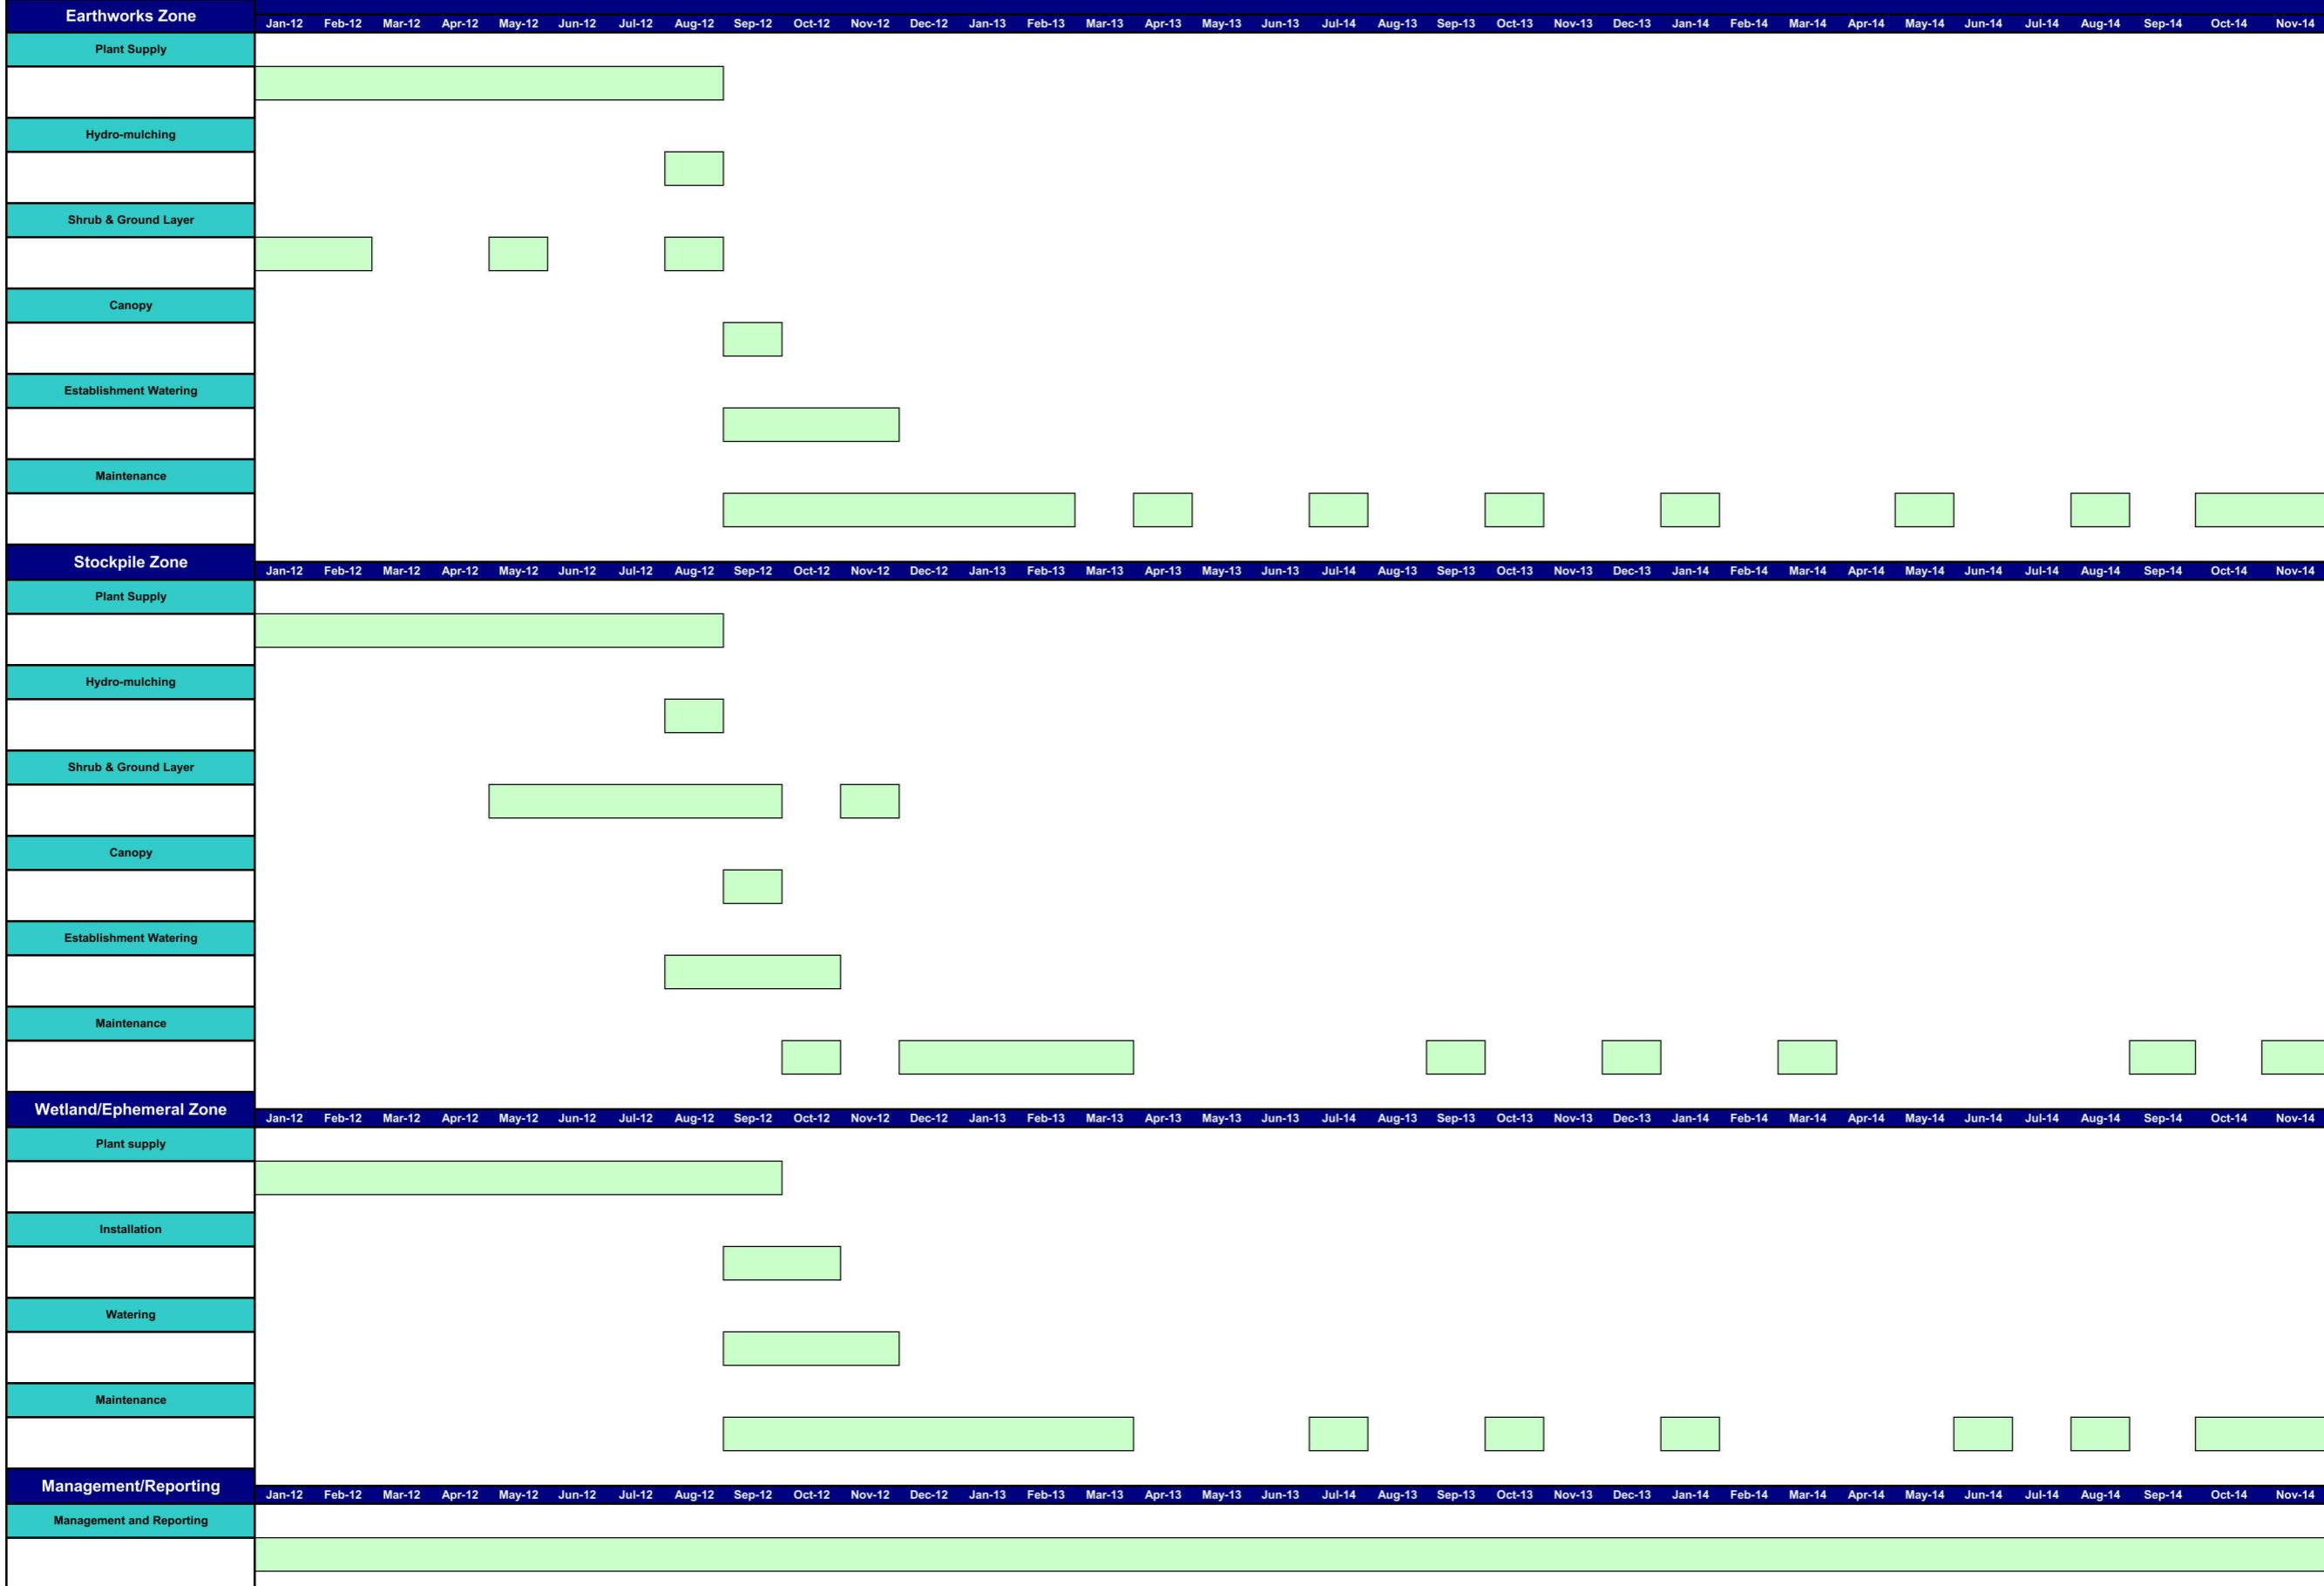 Earthworks Zone
Jan-12 Feb-12 Mar-12 Apr-12 May-12 Jun-12 Jul-12 Aug-12 Sep-12 Oct-12 Nov-12 Dec-12 Jan-13 Feb-13 Mar-13 Apr-13 May-13 Jun-13 Jul-14 Aug-13 Sep-13 Oct-13 Nov-13 Dec-13 Jan-14 Feb-14 Mar-14 Apr-14 May-14 Jun-14 Jul-14 Aug-14 Sep-14 Oct-14 Nov-14
Plant Supply
Hydro-mulching
Shrub & Ground Layer
Canopy
Establishment Watering
Maintenance
Stockpile Zone
Jan-12 Feb-12 Mar-12 Apr-12 May-12 Jun-12 Jul-12 Aug-12 Sep-12 Oct-12 Nov-12 Dec-12 Jan-13 Feb-13 Mar-13 Apr-13 May-13 Jun-13 Jul-14 Aug-13 Sep-13 Oct-13 Nov-13 Dec-13 Jan-14 Feb-14 Mar-14 Apr-14 May-14 Jun-14 Jul-14 Aug-14 Sep-14 Oct-14 Nov-14
Plant Supply
Hydro-mulching
Shrub & Ground Layer
Canopy
Establishment Watering
Maintenance
Wetland/Ephemeral Zone
Jan-12 Feb-12 Mar-12 Apr-12 May-12 Jun-12 Jul-12 Aug-12 Sep-12 Oct-12 Nov-12 Dec-12 Jan-13 Feb-13 Mar-13 Apr-13 May-13 Jun-13 Jul-14 Aug-13 Sep-13 Oct-13 Nov-13 Dec-13 Jan-14 Feb-14 Mar-14 Apr-14 May-14 Jun-14 Jul-14 Aug-14 Sep-14 Oct-14 Nov-14
Plant supply
Installation
Watering
Maintenance
Management/Reporting
Jan-12 Feb-12 Mar-12 Apr-12 May-12 Jun-12 Jul-12 Aug-12 Sep-12 Oct-12 Nov-12 Dec-12 Jan-13 Feb-13 Mar-13 Apr-13 May-13 Jun-13 Jul-14 Aug-13 Sep-13 Oct-13 Nov-13 Dec-13 Jan-14 Feb-14 Mar-14 Apr-14 May-14 Jun-14 Jul-14 Aug-14 Sep-14 Oct-14 Nov-14
Management and Reporting